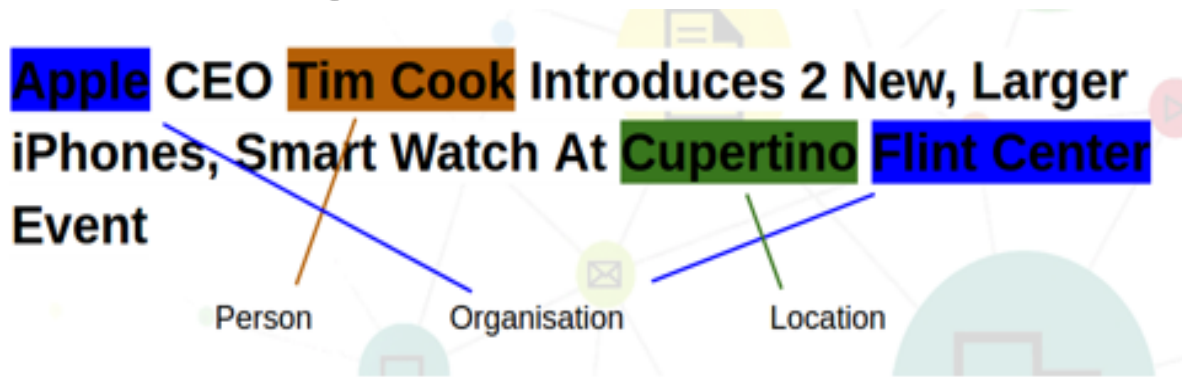 Apple CEO Tim Cook Introduces 2 New, Larger
iPhones, Smart Watch At Cupertino Flint Center
Event
Person Organisation Location